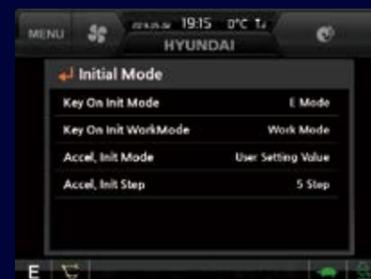 MENU
19:15 0°C
HYUNDAI
Initial Mode
Key On Init Mode E Mode
Key On Init WorkMode Work Mode
Accel, Init Mode User Setting Value
Accel, Init Step 5 Step
E